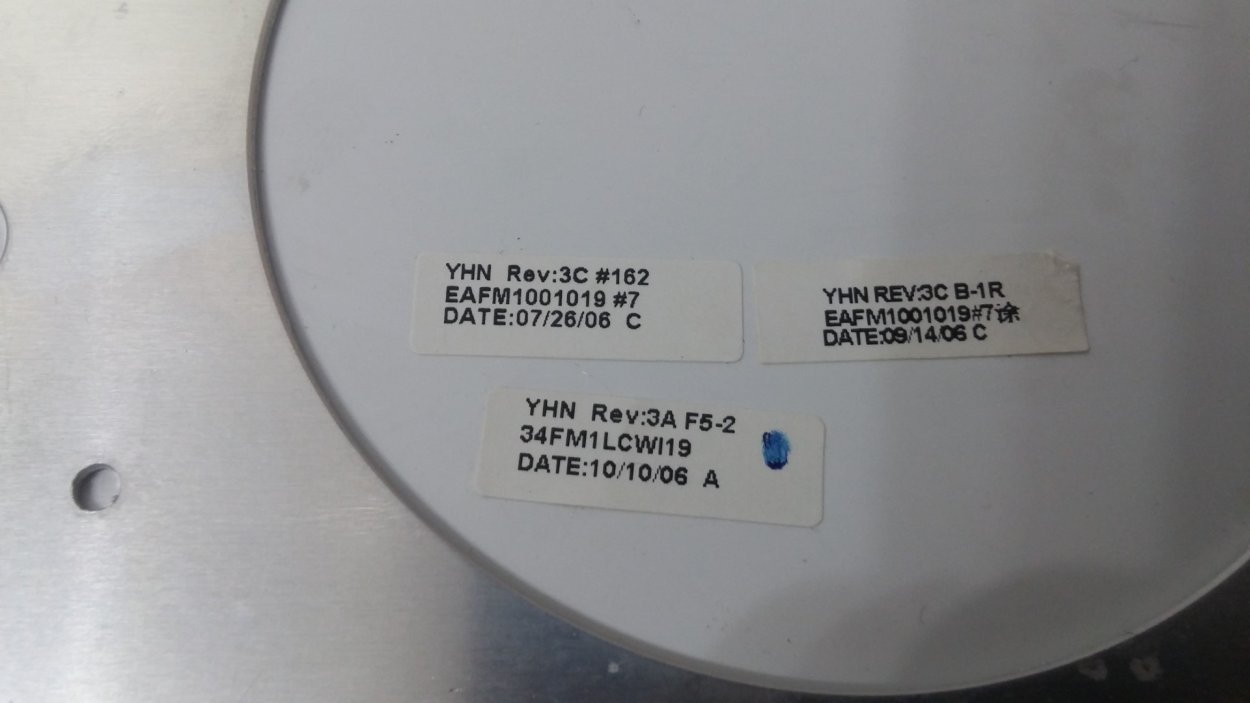 YHN Rev:3C #162
EAFM1001019 #7
DATE:07/26/06 C
YHN REV:3C B-1R
EAFM1001019#7涂
DATE:09/14/06 C
YHN Rev:3A F5-2
34FM1LCWI19
DATE:10/10/06 A